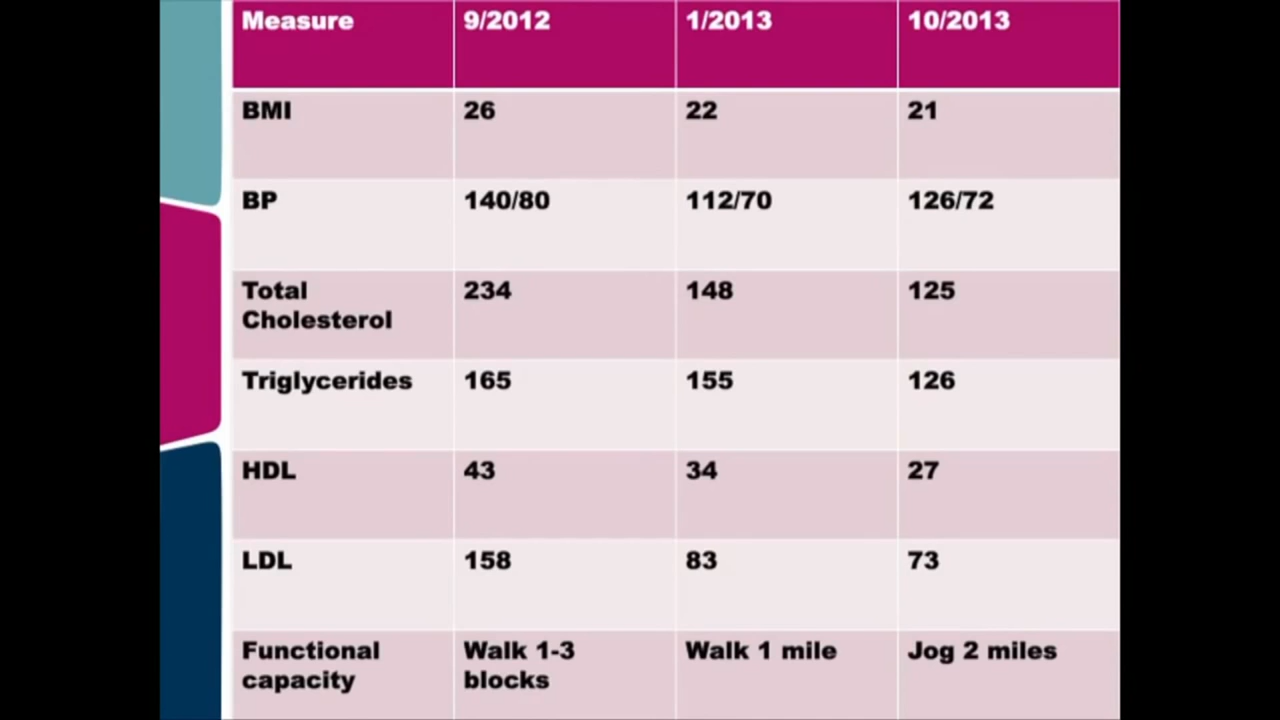 Measure 9/2012 1/2013 10/2013
BMI 26 22 21
BP 140/80 112/70 126/72
Total 234 148 125
Cholesterol
Triglycerides 165 155 126
HDL 43 34 27
LDL 158 83 73
Functional Walk 1-3 Walk 1 mile Jog 2 miles
capacity blocks